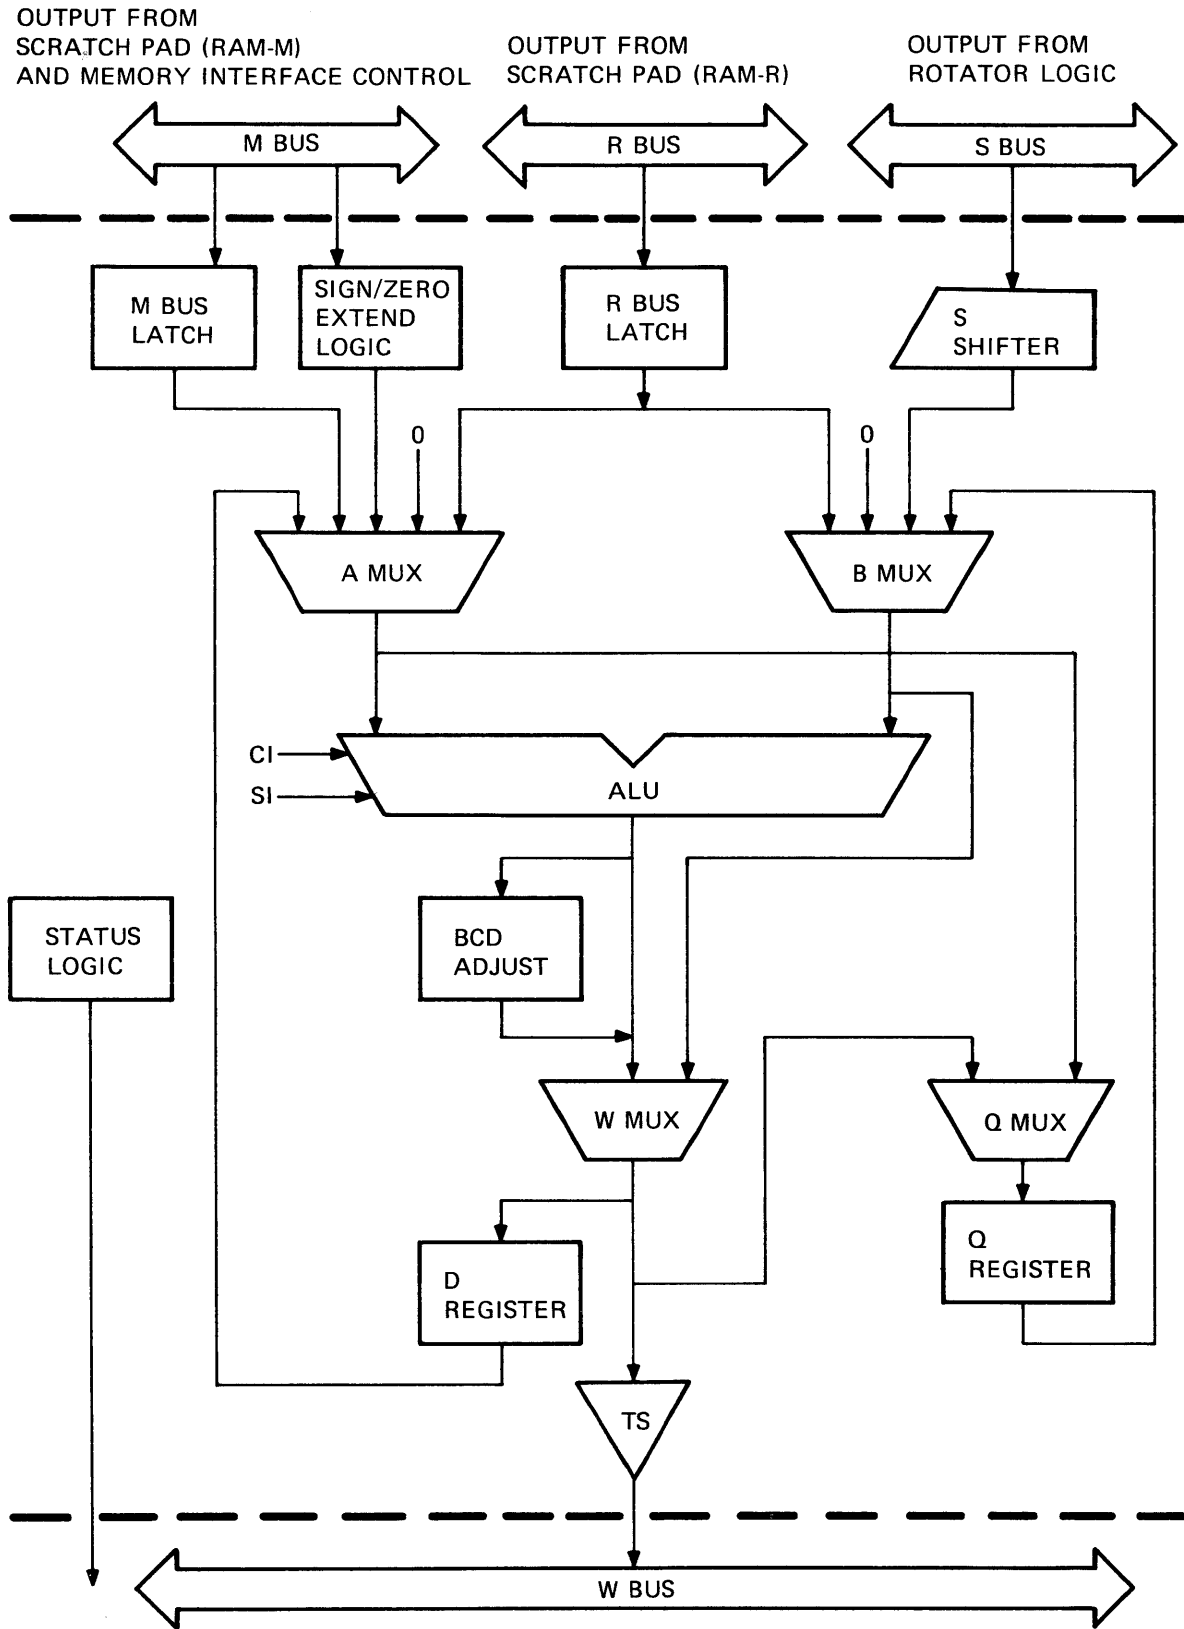 OUTPUT FROM
SCRATCH PAD (RAM-M)
AND MEMORY INTERFACE CONTROL
OUTPUT FROM
SCRATCH PAD (RAM-R)
OUTPUT FROM
ROTATOR LOGIC
M BUS
R BUS
S BUS
M BUS
LATCH
SIGN/ZERO
EXTEND
LOGIC
R BUS
LATCH
S
SHIFTER
0
0
A MUX
B MUX
CI
SI
ALU
STATUS
LOGIC
BCD
ADJUST
W MUX
Q MUX
D
REGISTER
Q
REGISTER
TS
W BUS